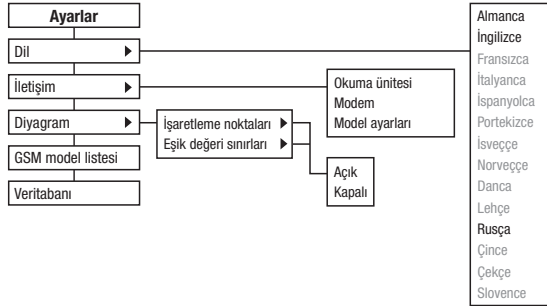 Ayarlar
Dil
İletişim
Diyagram
GSM model listesi
Veritabanı
İşaretleme noktaları
Eşik değeri sınırları
Okuma ünitesi
Modem
Model ayarları
Açık
Kapalı
Almanca
İngilizce
Fransızca
İtalyanca
İspanyolca
Portekizce
İsveççe
Norveççe
Danca
Lehçe
Rusça
Çince
Çekçe
Slovence